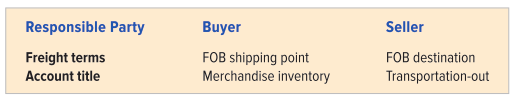 Responsible Party Buyer Seller
Freight terms FOB shipping point FOB destination
Account title Merchandise inventory Transportation-out